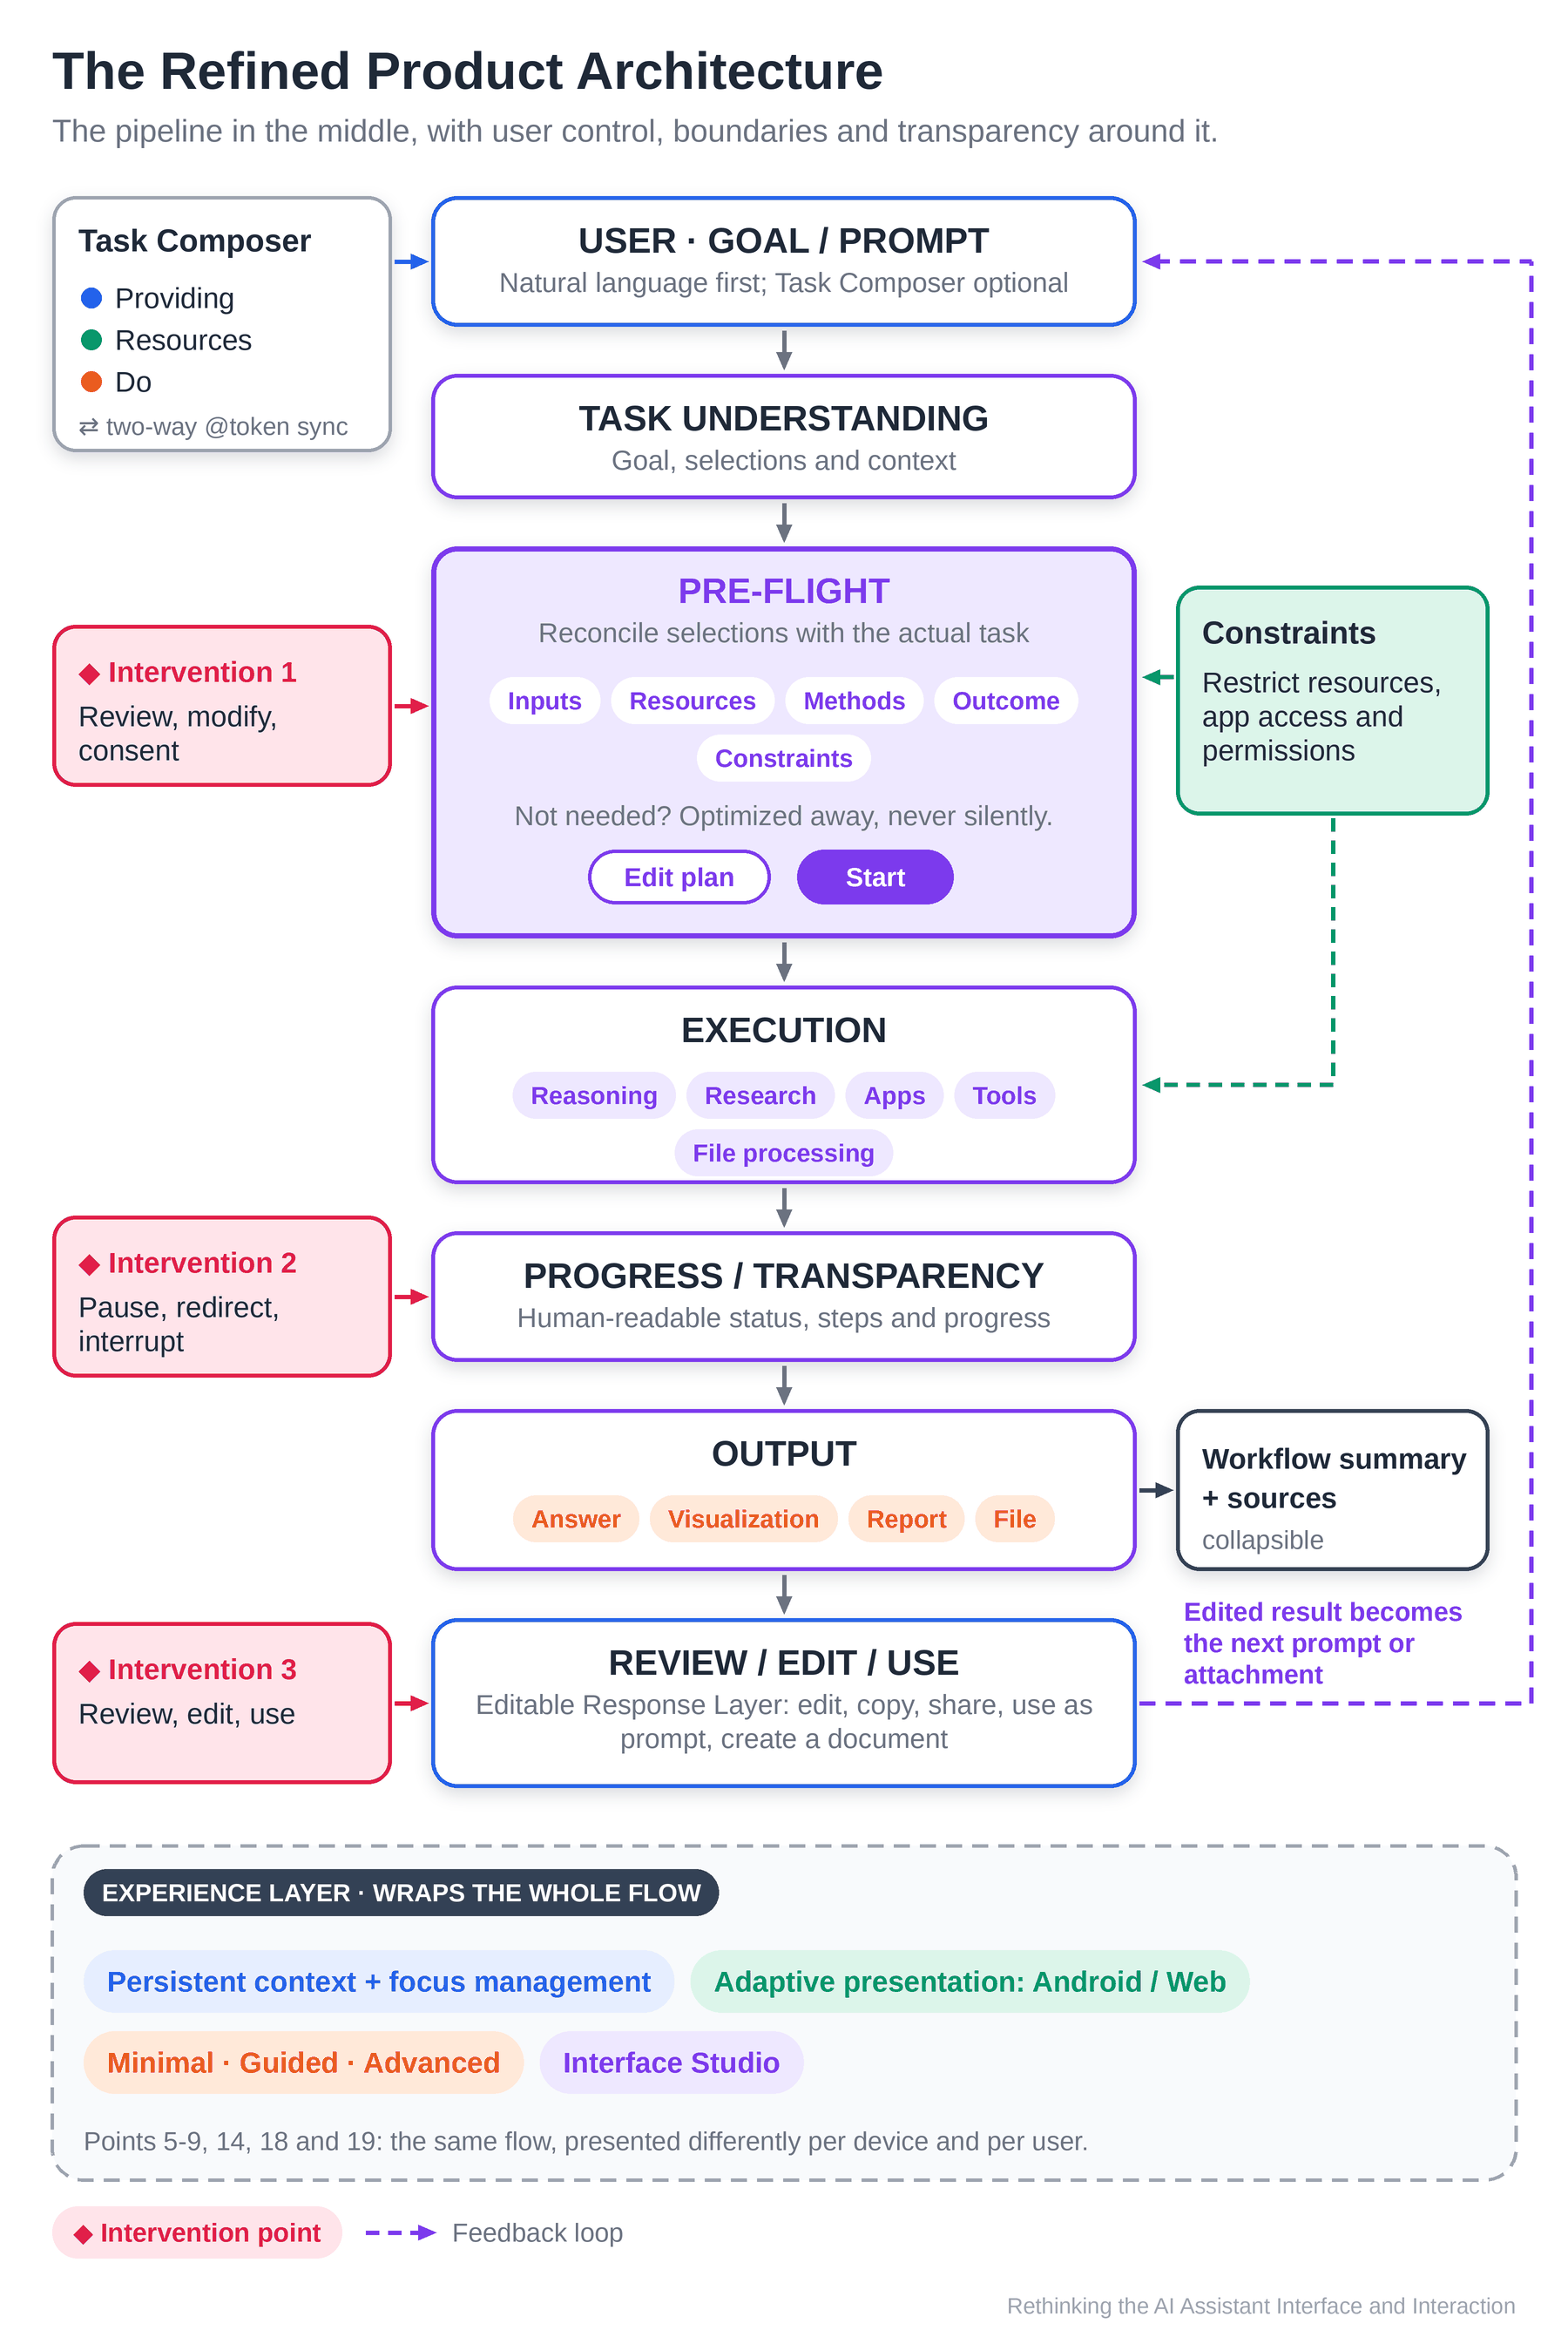 The Refined Product Architecture
The pipeline in the middle, with user control, boundaries and transparency around it.
Task Composer
Providing
Resources
Do
⇄ two-way @token sync
USER · GOAL / PROMPT
Natural language first; Task Composer optional
TASK UNDERSTANDING
Goal, selections and context
PRE-FLIGHT
Reconcile selections with the actual task
Inputs Resources Methods Outcome
Constraints
Not needed? Optimized away, never silently.
Edit plan Start
◆ Intervention 1
Review, modify,
consent
Constraints
Restrict resources,
app access and
permissions
EXECUTION
Reasoning Research Apps Tools
File processing
◆ Intervention 2
Pause, redirect,
interrupt
PROGRESS / TRANSPARENCY
Human-readable status, steps and progress
OUTPUT
Answer Visualization Report File
Workflow summary
+ sources
collapsible
Edited result becomes
the next prompt or
attachment
◆ Intervention 3
Review, edit, use
REVIEW / EDIT / USE
Editable Response Layer: edit, copy, share, use as
prompt, create a document
EXPERIENCE LAYER · WRAPS THE WHOLE FLOW
Persistent context + focus management Adaptive presentation: Android / Web
Minimal · Guided · Advanced Interface Studio
Points 5-9, 14, 18 and 19: the same flow, presented differently per device and per user.
◆ Intervention point Feedback loop
Rethinking the AI Assistant Interface and Interaction